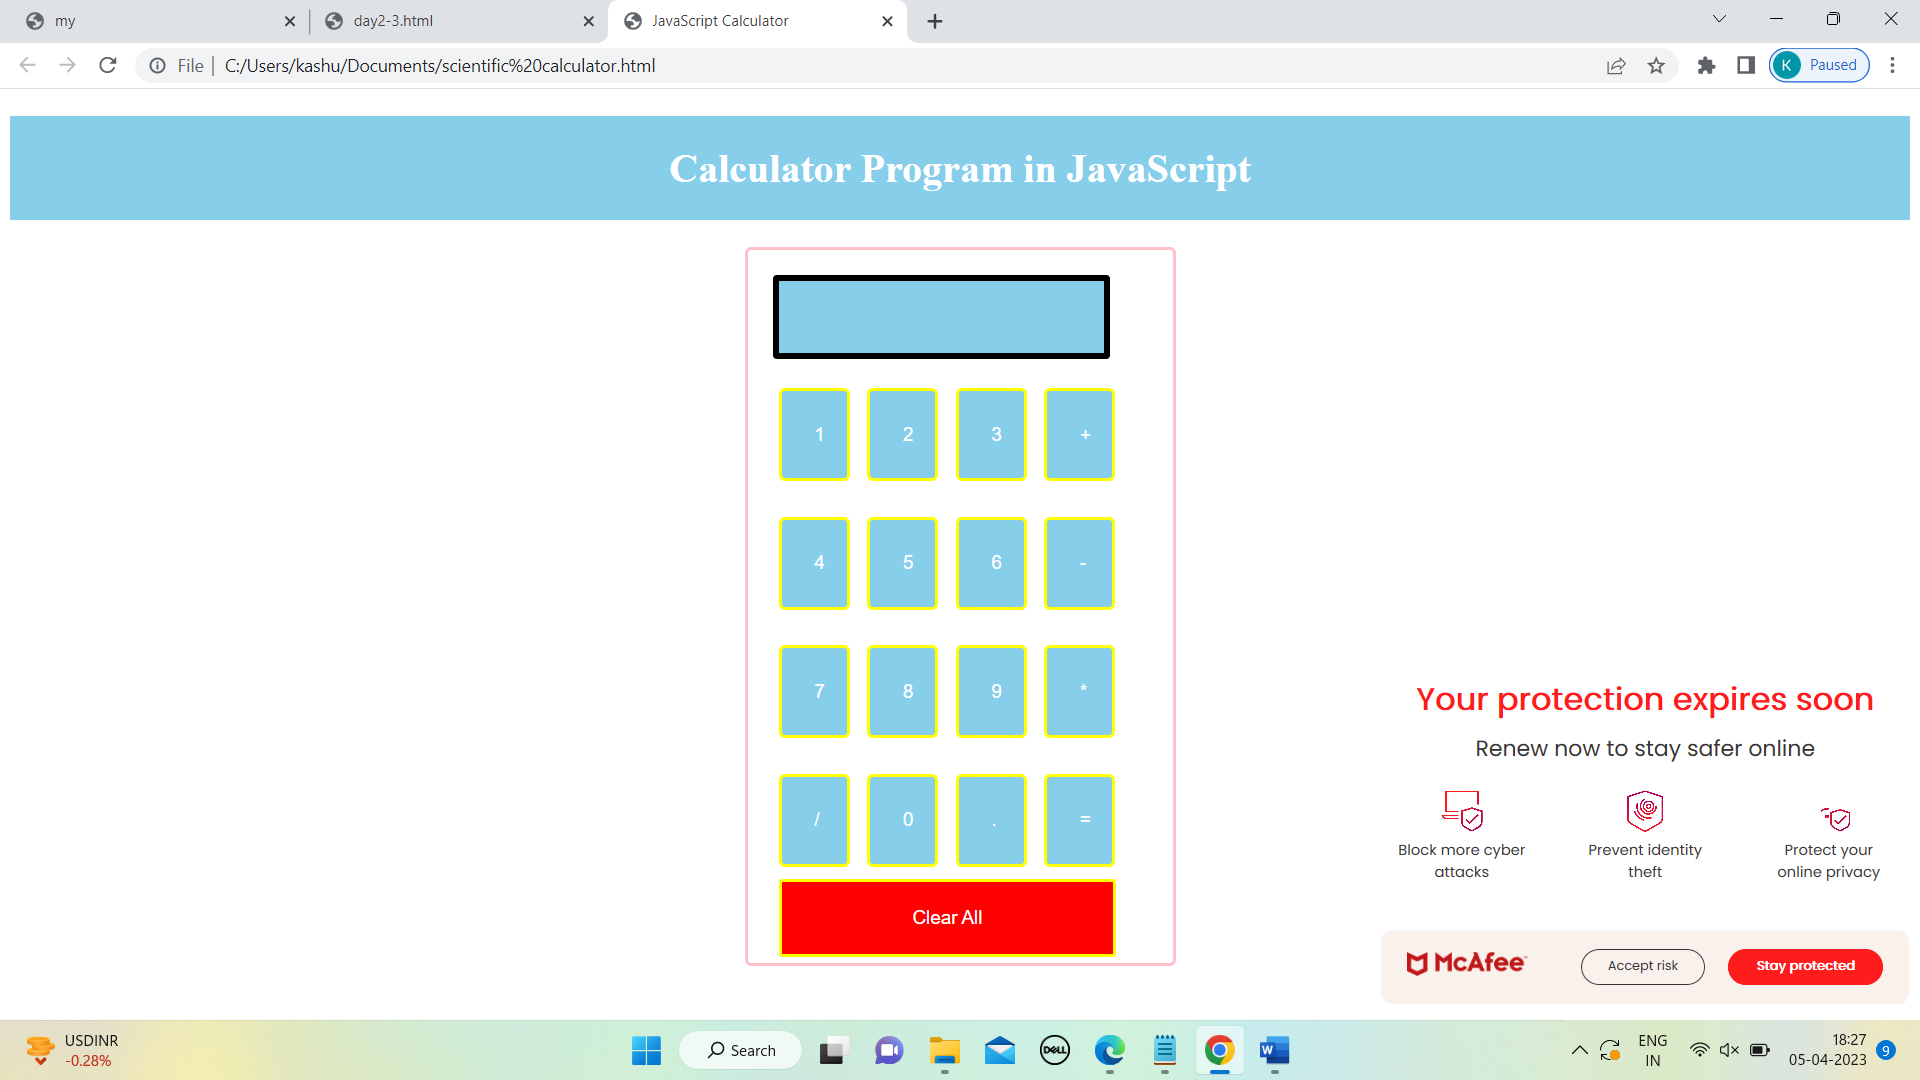 my
day2-3.html
JavaScript Calculator
File
C:/Users/kashu/Documents/scientific%20calculator.html
K
Paused
Calculator Program in JavaScript
1 2 3 +
4 5 6 -
7 8 9 *
/ 0 . =
Clear All
Your protection expires soon
Renew now to stay safer online
Block more cyber
attacks
Prevent identity
theft
Protect your
online privacy
McAfee
Accept risk
Stay protected
USDINR
-0.28%
Search
DELL
W
ENG
IN
18:27
05-04-2023
9